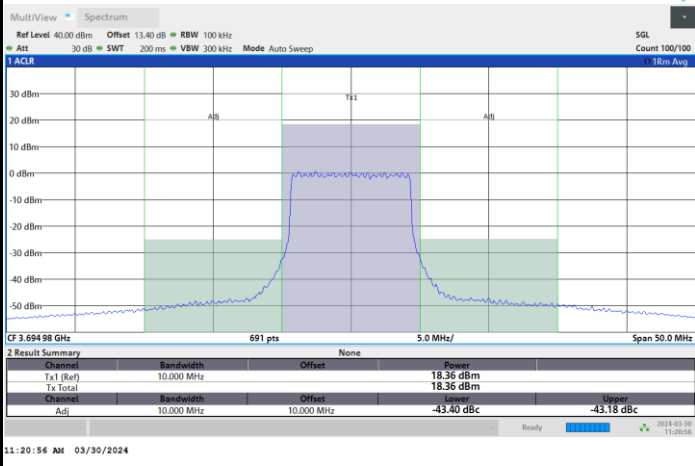 MultiView Spectrum
Ref Level 40.00 dBm Offset 13.40 dB RBW 100 kHz SGL
Att 30 dB SWT 200 ms VBW 300 kHz Mode Auto Sweep Count 100/100
1 ACLR 1Rm Avg
30 dBm
Tx1
20 dBm
Adj Adj
10 dBm
0 dBm
-10 dBm
-20 dBm
-30 dBm
-40 dBm
-50 dBm
CF 3.694 98 GHz 691 pts 5.0 MHz/ Span 50.0 MHz
2 Result Summary None
Channel Bandwidth Offset Power
Tx1 (Ref) 10.000 MHz 18.36 dBm
Tx Total 18.36 dBm
Channel Bandwidth Offset Lower Upper
Adj 10.000 MHz 10.000 MHz -43.40 dBc -43.18 dBc
Ready 2024-03-30
11:20:56
11:20:56 AM 03/30/2024